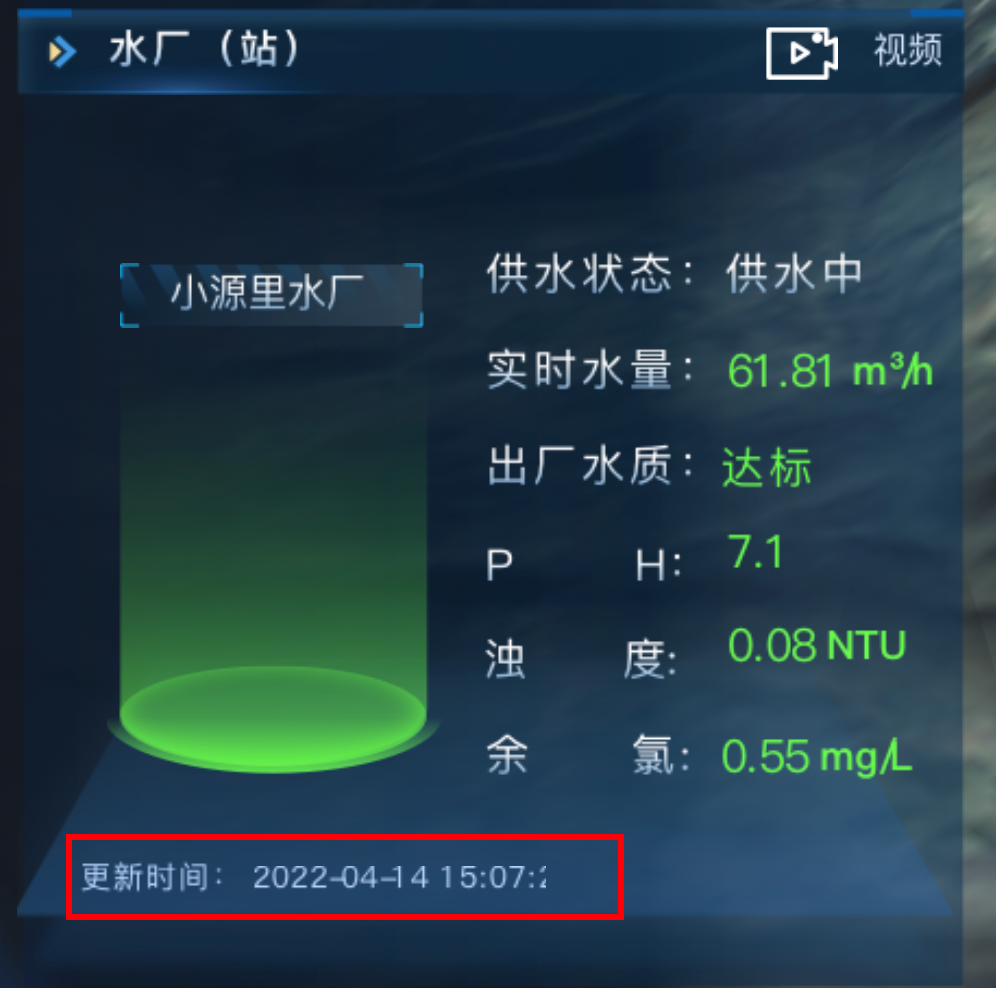 水厂（站）
视频
小源里水厂
供水状态：供水中
实时水量：61.81 m³/h
出厂水质：达标
P H：7.1
浊 度：0.08 NTU
余 氯：0.55 mg/L
更新时间： 2022-04-14 15:07: